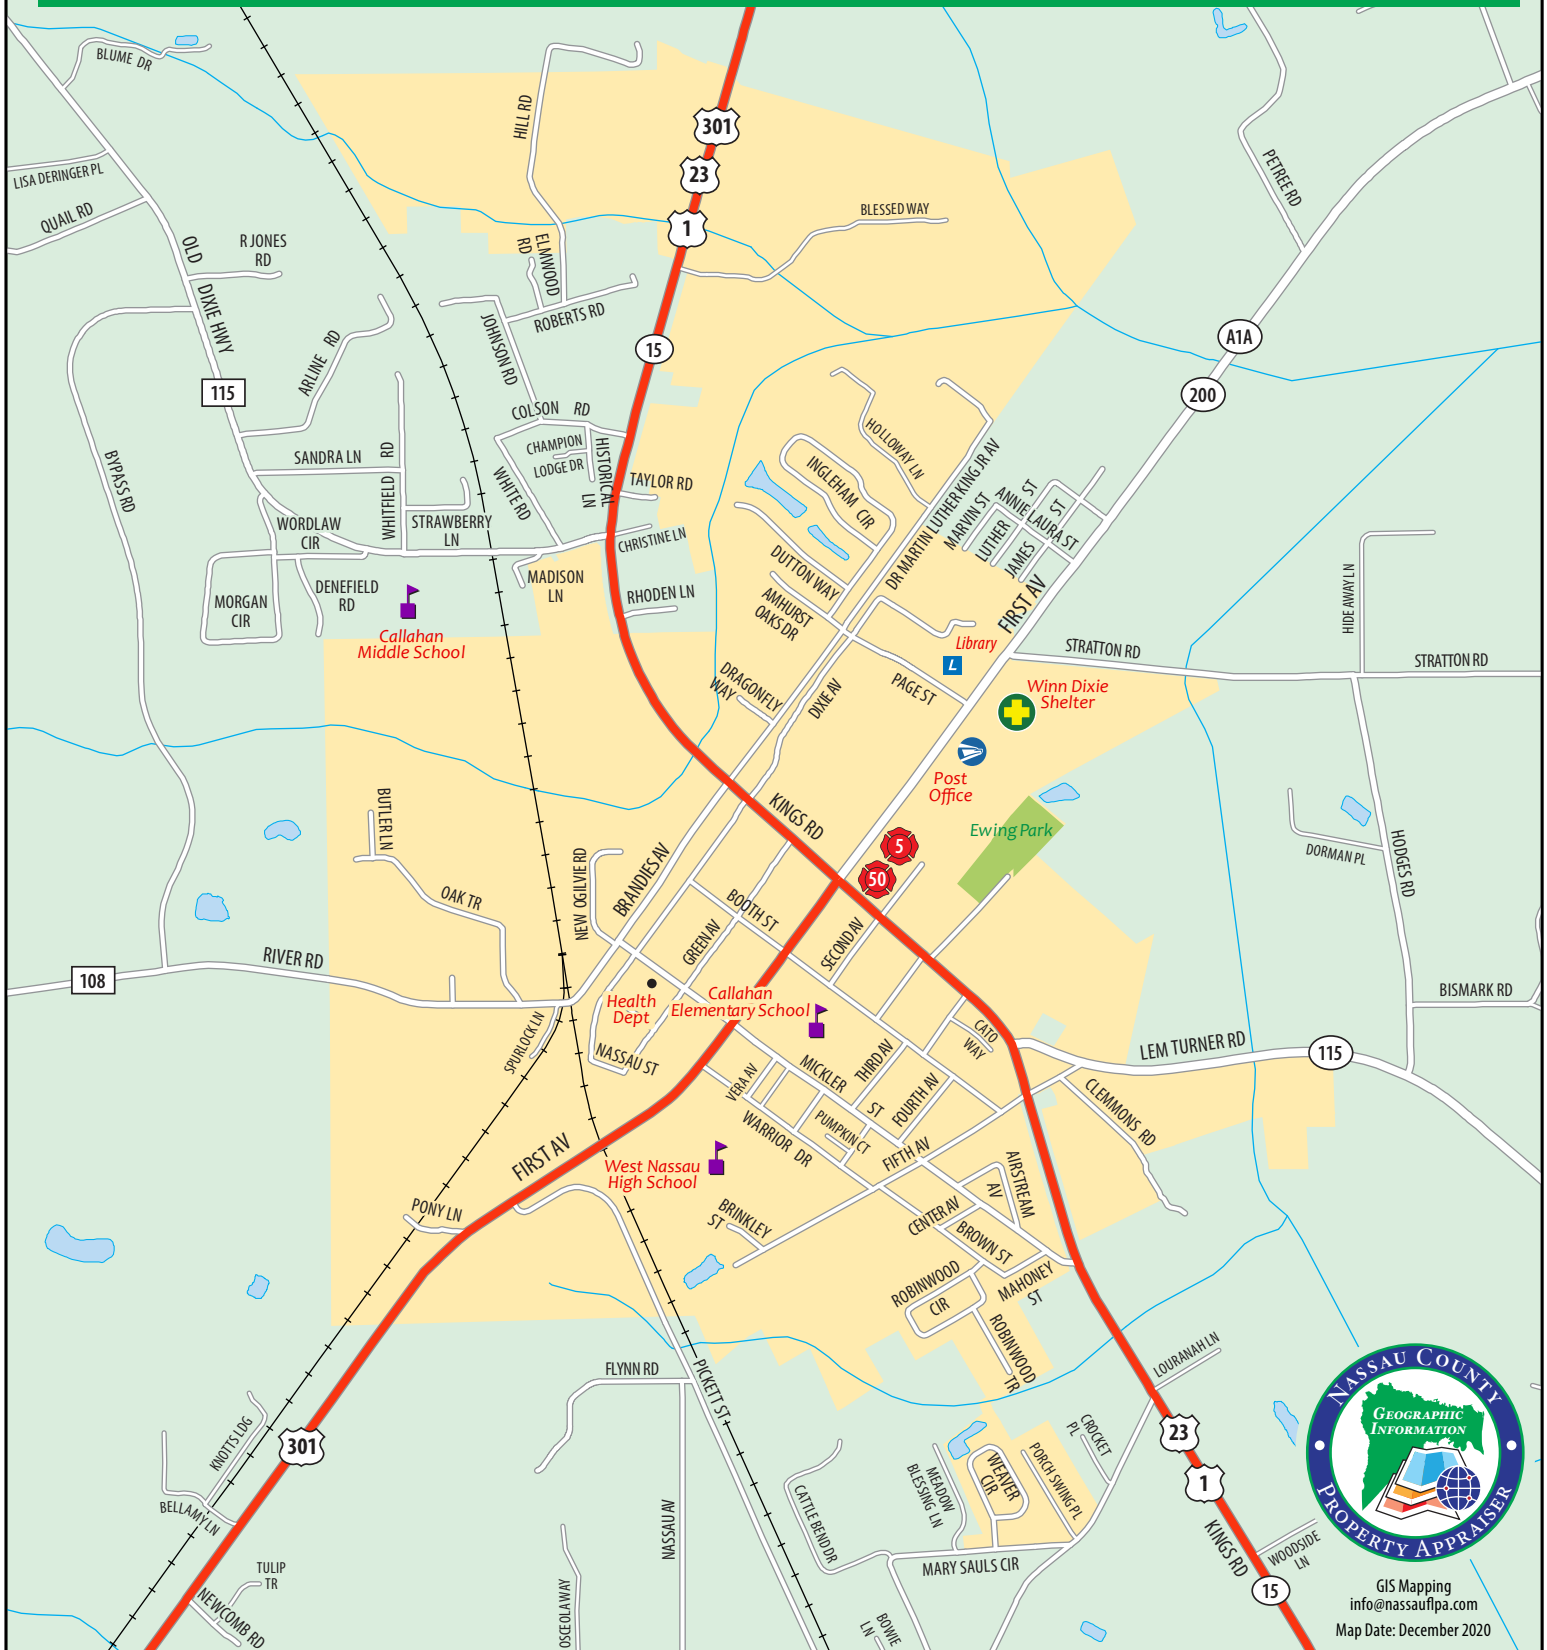 BLUME DR
HILL RD
301
23
1
LISA DERINGER PL
QUAIL RD
OLD
DIXIE HWY
R JONES
RD
ELMWOOD
RD
BLESSED WAY
PETREE RD
ROBERTS RD
JOHNSON RD
15
A1A
200
115
ARLINE RD
COLSON RD
CHAMPION
LODGE DR
HISTORICAL
LN
TAYLOR RD
SANDRA LN
WHITFIELD RD
WHITE RD
BYPASS RD
HOLLOWAY LN
INGLEHAM CIR
DR MARTIN LUTHER KING JR AV
MARVIN ST
ANNIE LAURA ST
LUTHER ST
JAMES ST
WORDLAW
CIR
STRAWBERRY
LN
CHRISTINE LN
DUTTON WAY
MADISON
LN
RHODEN LN
AMHURST
OAKS DR
DENEFIELD
RD
MORGAN
CIR
Callahan
Middle School
FIRST AV
HIDE AWAY LN
Library
L
STRATTON RD
STRATTON RD
DRAGONFLY
WAY
DIXIE AV
PAGE ST
Winn Dixie
Shelter
Post
Office
KINGS RD
Ewing Park
5
50
BUTLER LN
OAK TR
NEW OGILVIE RD
BRANDIES AV
BOOTH ST
GREEN AV
SECOND AV
DORMAN PL
HODGES RD
RIVER RD
108
Health
Dept
Callahan
Elementary School
BISMARK RD
SPURLOCK LN
NASSAU ST
CATO
WAY
LEM TURNER RD
115
VERA AV
MICKLER
ST
THIRD AV
FOURTH AV
PUMPKIN CT
WARRIOR DR
FIFTH AV
CLEMMONS RD
FIRST AV
West Nassau
High School
AIRSTREAM
AV
PONY LN
BRINKLEY
ST
CENTER AV
BROWN ST
MAHONEY
ST
ROBINWOOD
CIR
ROBINWOOD
TR
FLYNN RD
PICKETT ST
LOURANAH LN
KNOTTS LDG
301
BELLAMY LN
CROCKET
PL
23
1
WEAVER
CIR
PORCH SWING PL
MEADOW
BLESSING LN
CATTLE BEND DR
NASSAU AV
MARY SAULS CIR
KINGS RD
WOODSIDE
LN
15
TULIP
TR
NEWCOMB RD
OSCEOLA WAY
BOWIE
LN
NASSAU COUNTY
GEOGRAPHIC
INFORMATION
PROPERTY APPRAISER
GIS Mapping
info@nassauflpa.com
Map Date: December 2020